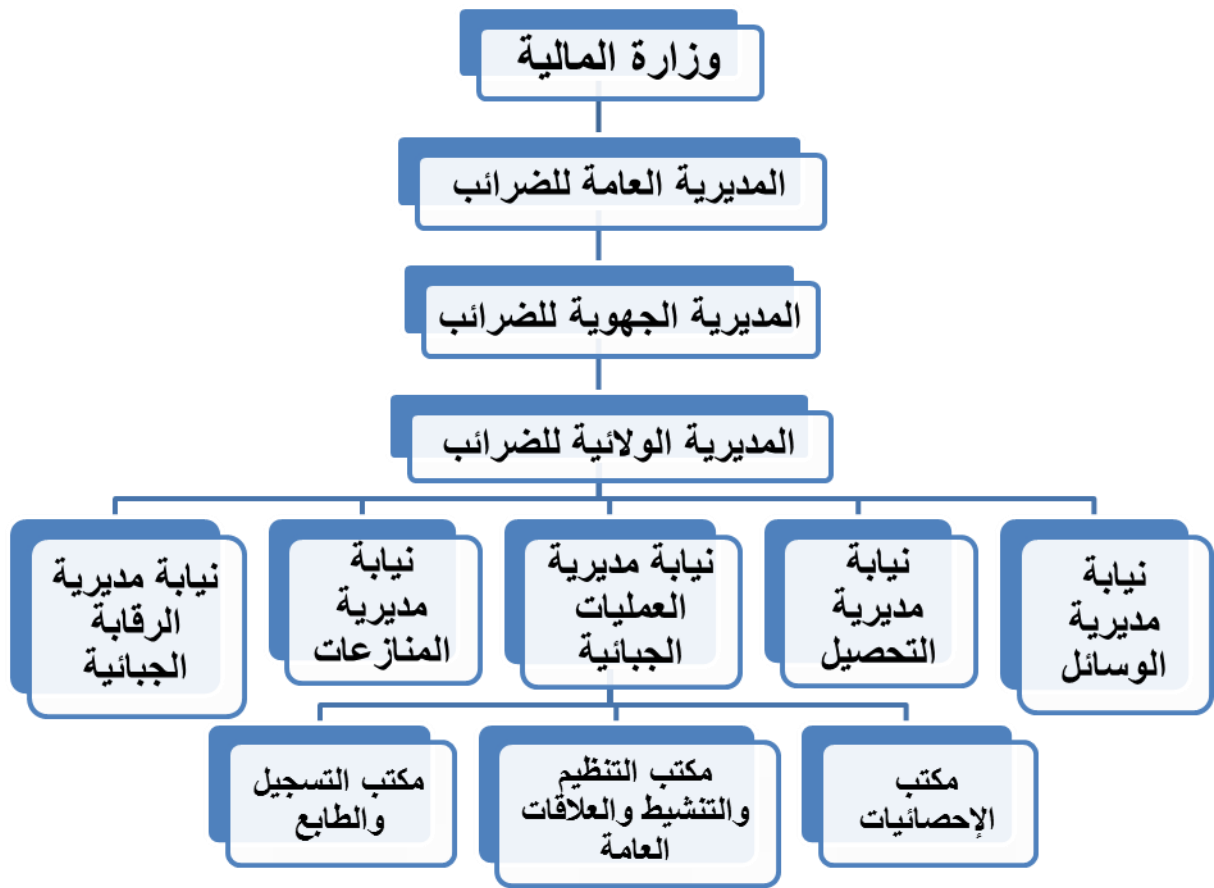 وزارة المالية
المديرية العامة للضرائب
المديرية الجهوية للضرائب
المديرية الولائية للضرائب
نيابة
مديرية
الوسائل
نيابة
مديرية
التحصيل
نيابة مديرية
العمليات
الجبائية
نيابة
مديرية
المنازعات
نيابة مديرية
الرقابة
الجبائية
مكتب
الإحصائيات
مكتب التنظيم
والتنشيط والعلاقات
العامة
مكتب التسجيل
والطابع